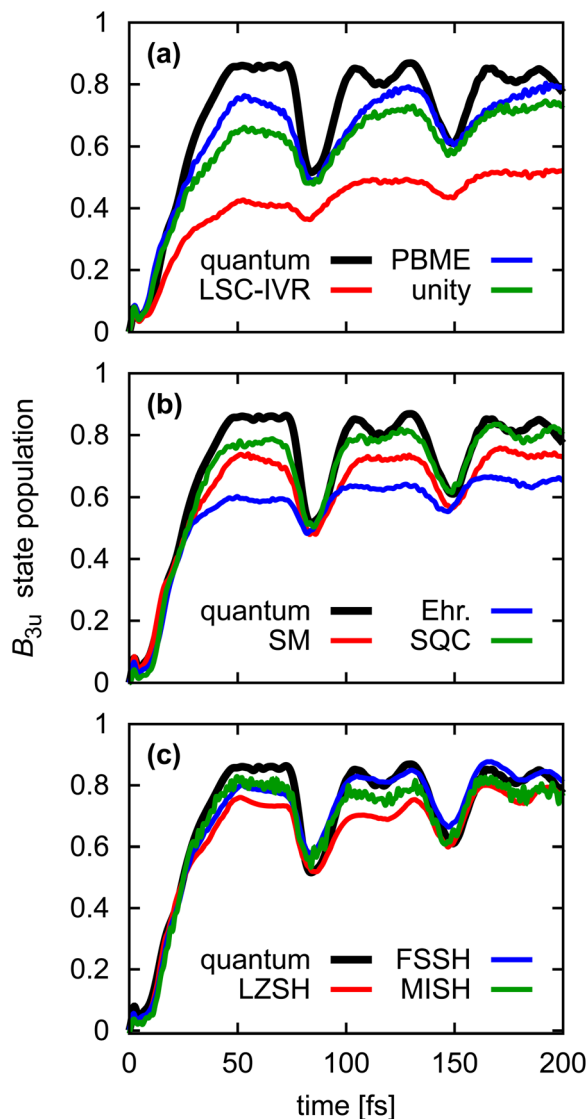 (a)
1
0.8
0.6
0.4
0.2
0
quantum PBME
LSC-IVR unity
(b)
1
0.8
0.6
0.4
0.2
0
quantum Ehr.
SM SQC
B3u state population
(c)
1
0.8
0.6
0.4
0.2
0
quantum FSSH
LZSH MISH
0 50 100 150 200
time [fs]